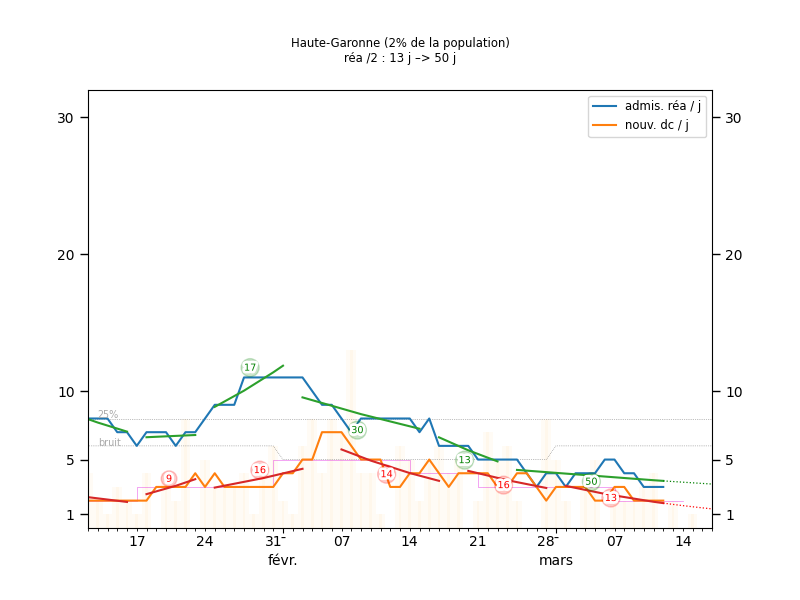 Haute-Garonne (2% de la population)
réa /2 : 13 j –> 50 j
admis. réa / j
nouv. dc / j
30
30
20
20
17
10
10
25%
30
bruit
5
13
5
16
14
9
50
16
13
1
1
17 24 31 07 14 21 28 07 14
févr. mars